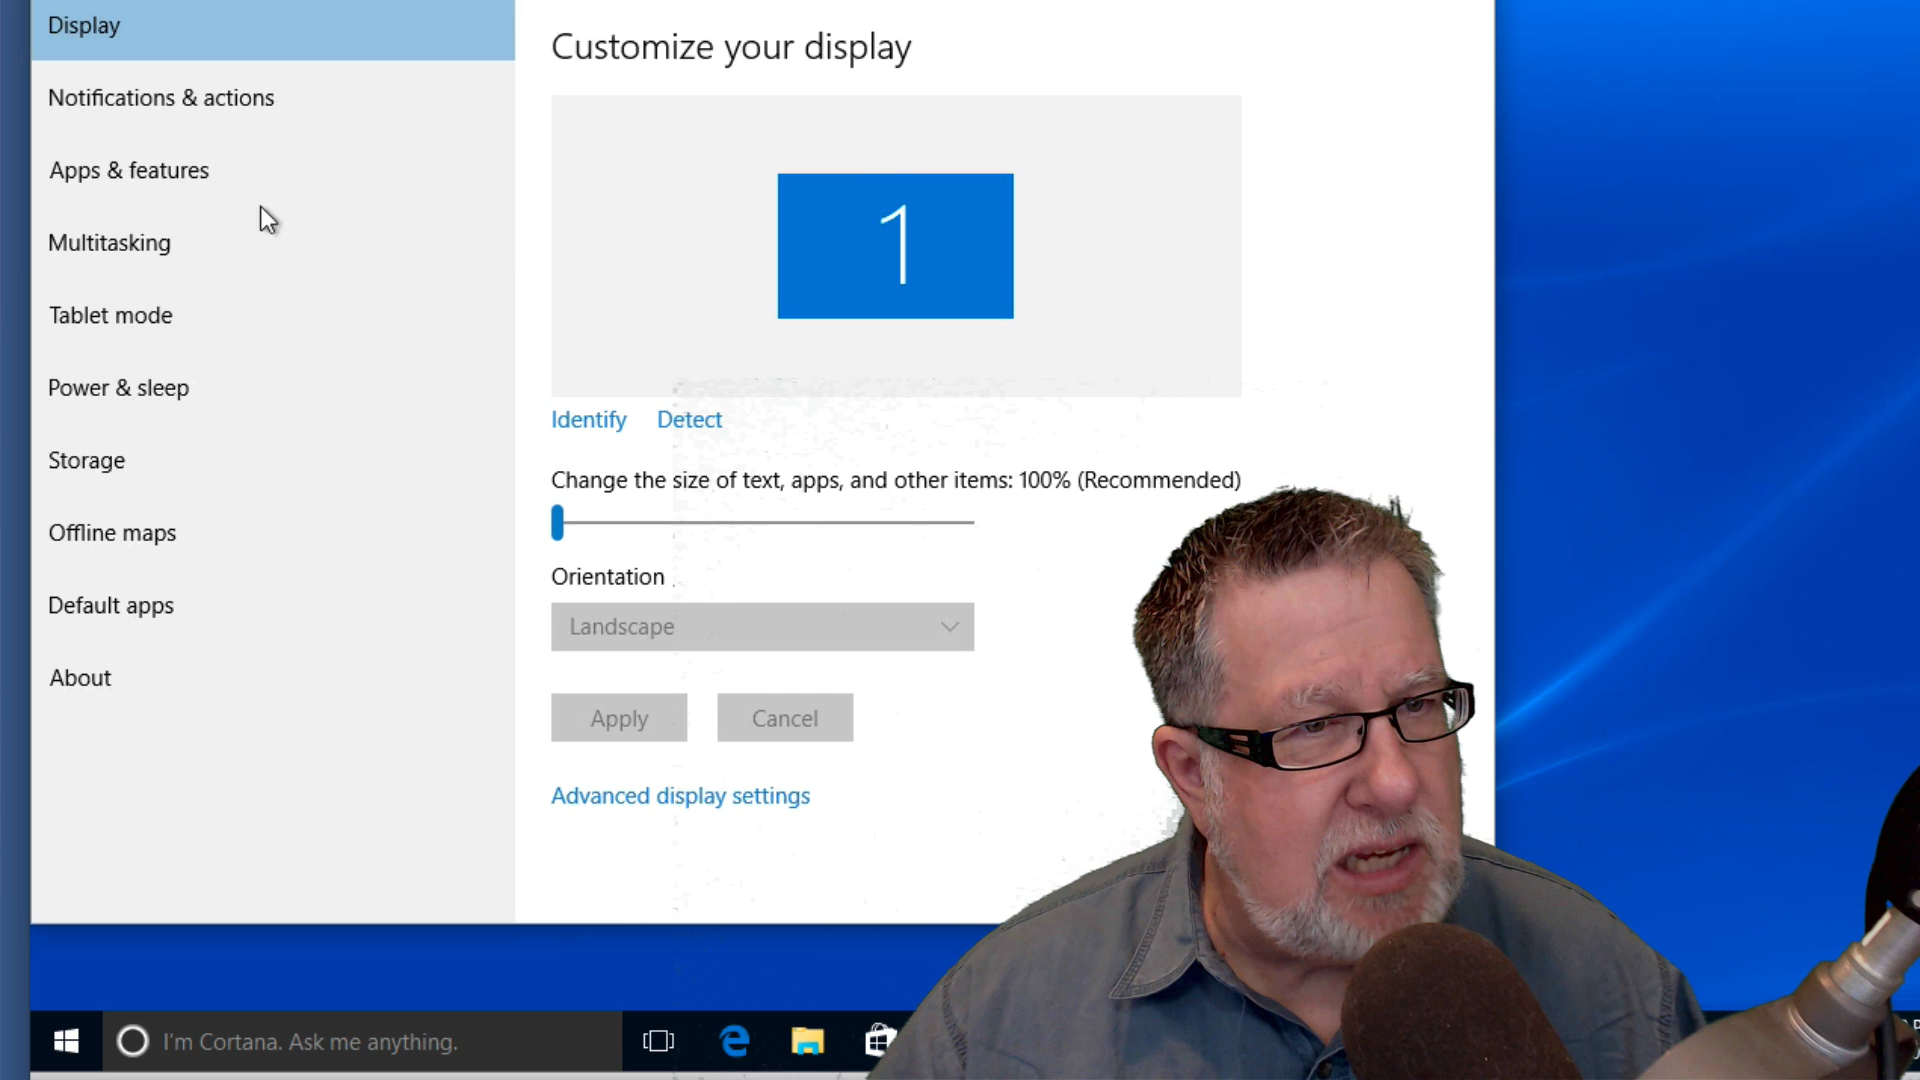 Display
Notifications & actions
Apps & features
Multitasking
Tablet mode
Power & sleep
Storage
Offline maps
Default apps
About
Customize your display
1
Identify Detect
Change the size of text, apps, and other items: 100% (Recommended)
Orientation
Landscape
Apply Cancel
Advanced display settings
I'm Cortana. Ask me anything.